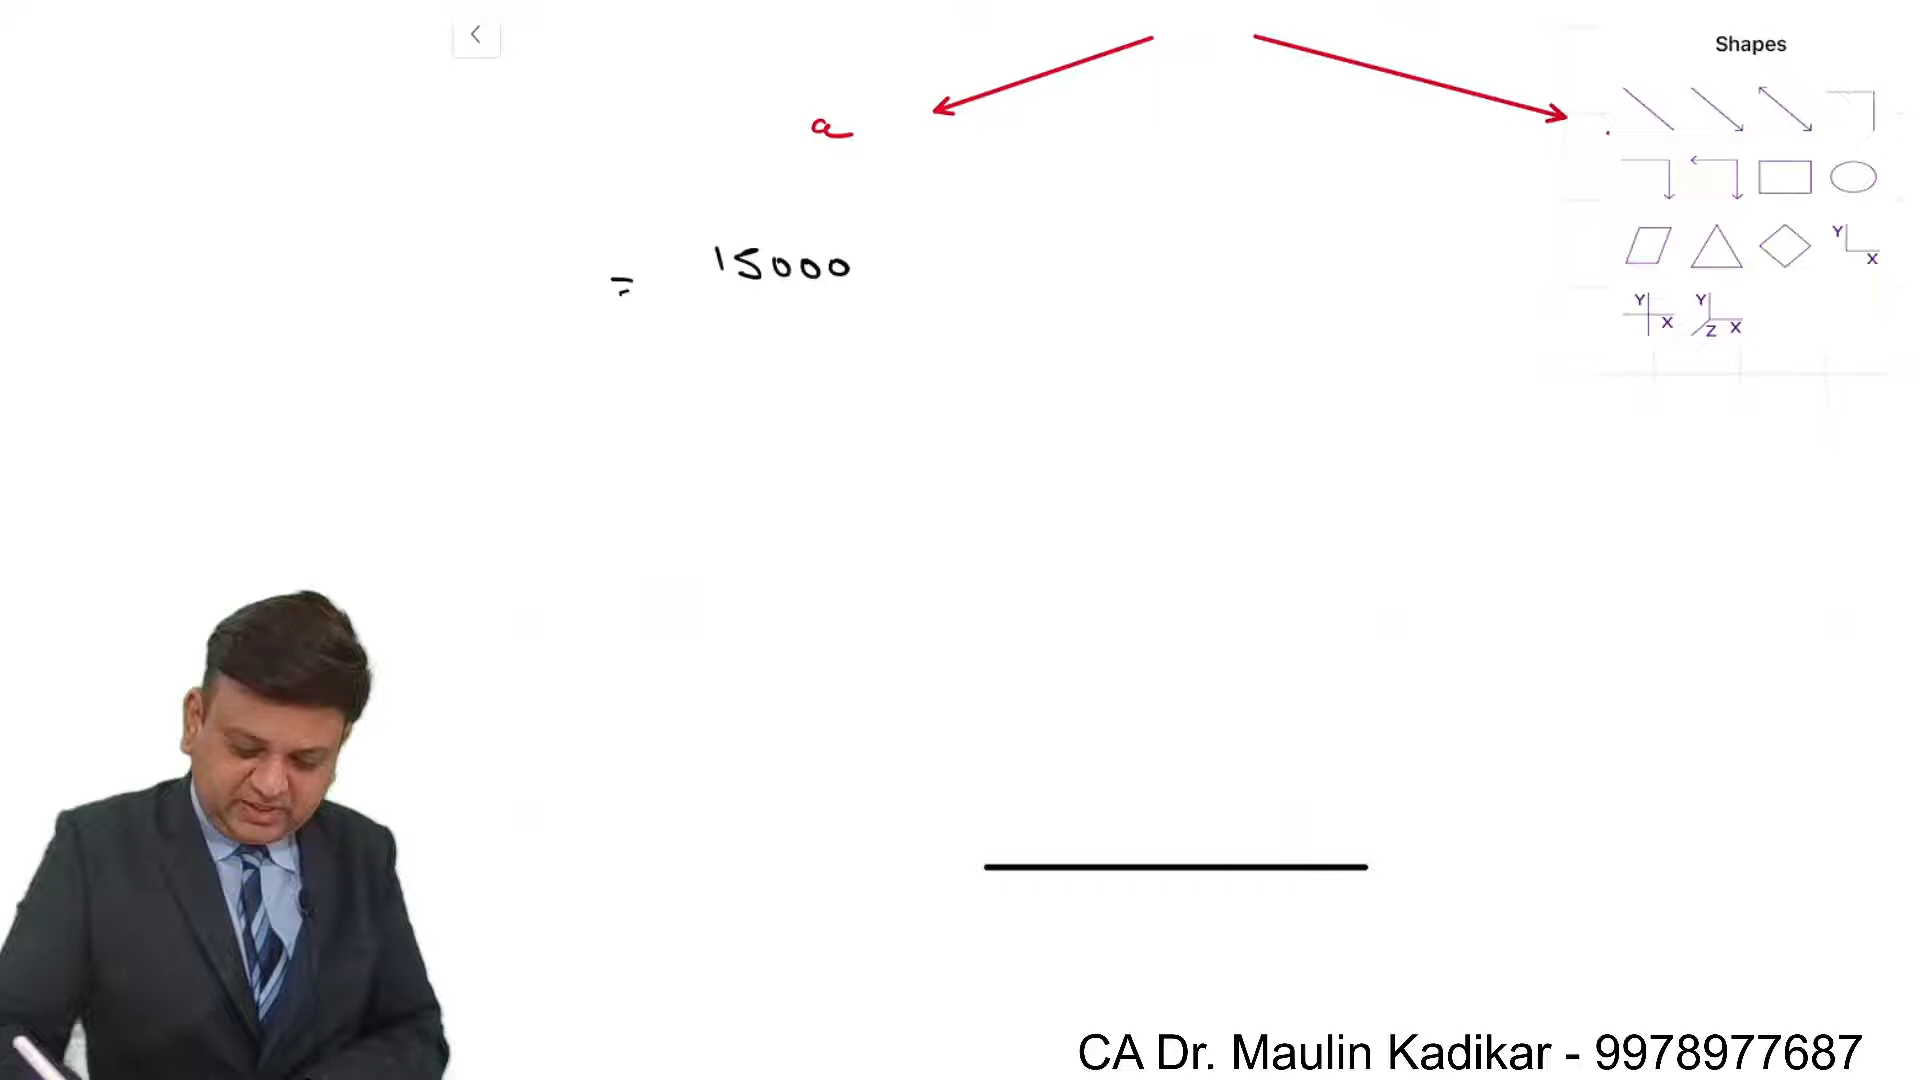 Shapes
a
= 15000
Y
X
Y
X
Y
Z X
CA Dr. Maulin Kadikar - 9978977687